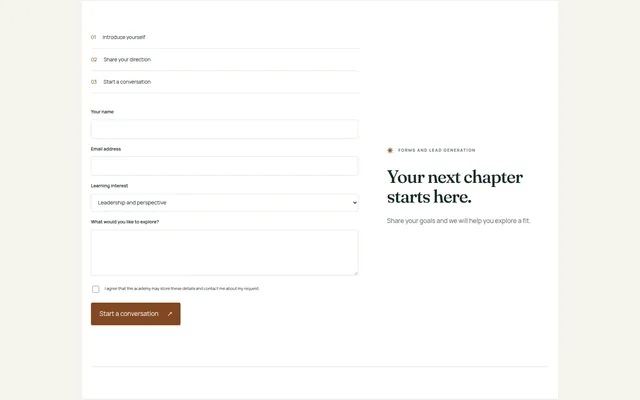 01 Introduce yourself
02 Share your direction
03 Start a conversation
Your name
Email address
Learning interest
Leadership and perspective
What would you like to explore?
I agree that this academy may store these details and contact me about my request
Start a conversation ↗
FORMS AND LEAD GENERATION
Your next chapter
starts here.
Share your goals and we will help you explore a fit.